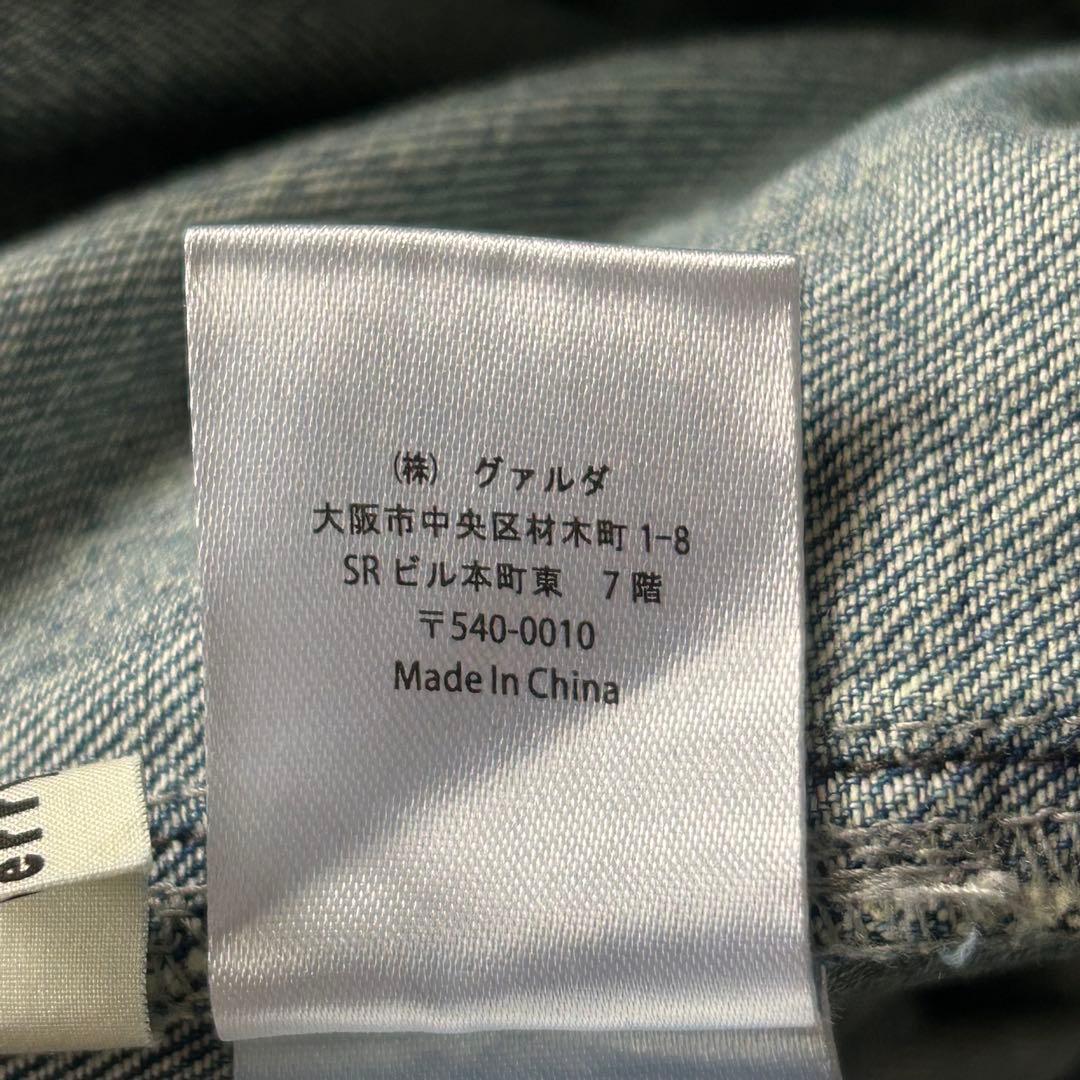 (株) グァルダ
大阪市中央区材木町 1-8
SR ビル本町東 7 階
〒540-0010
Made In China